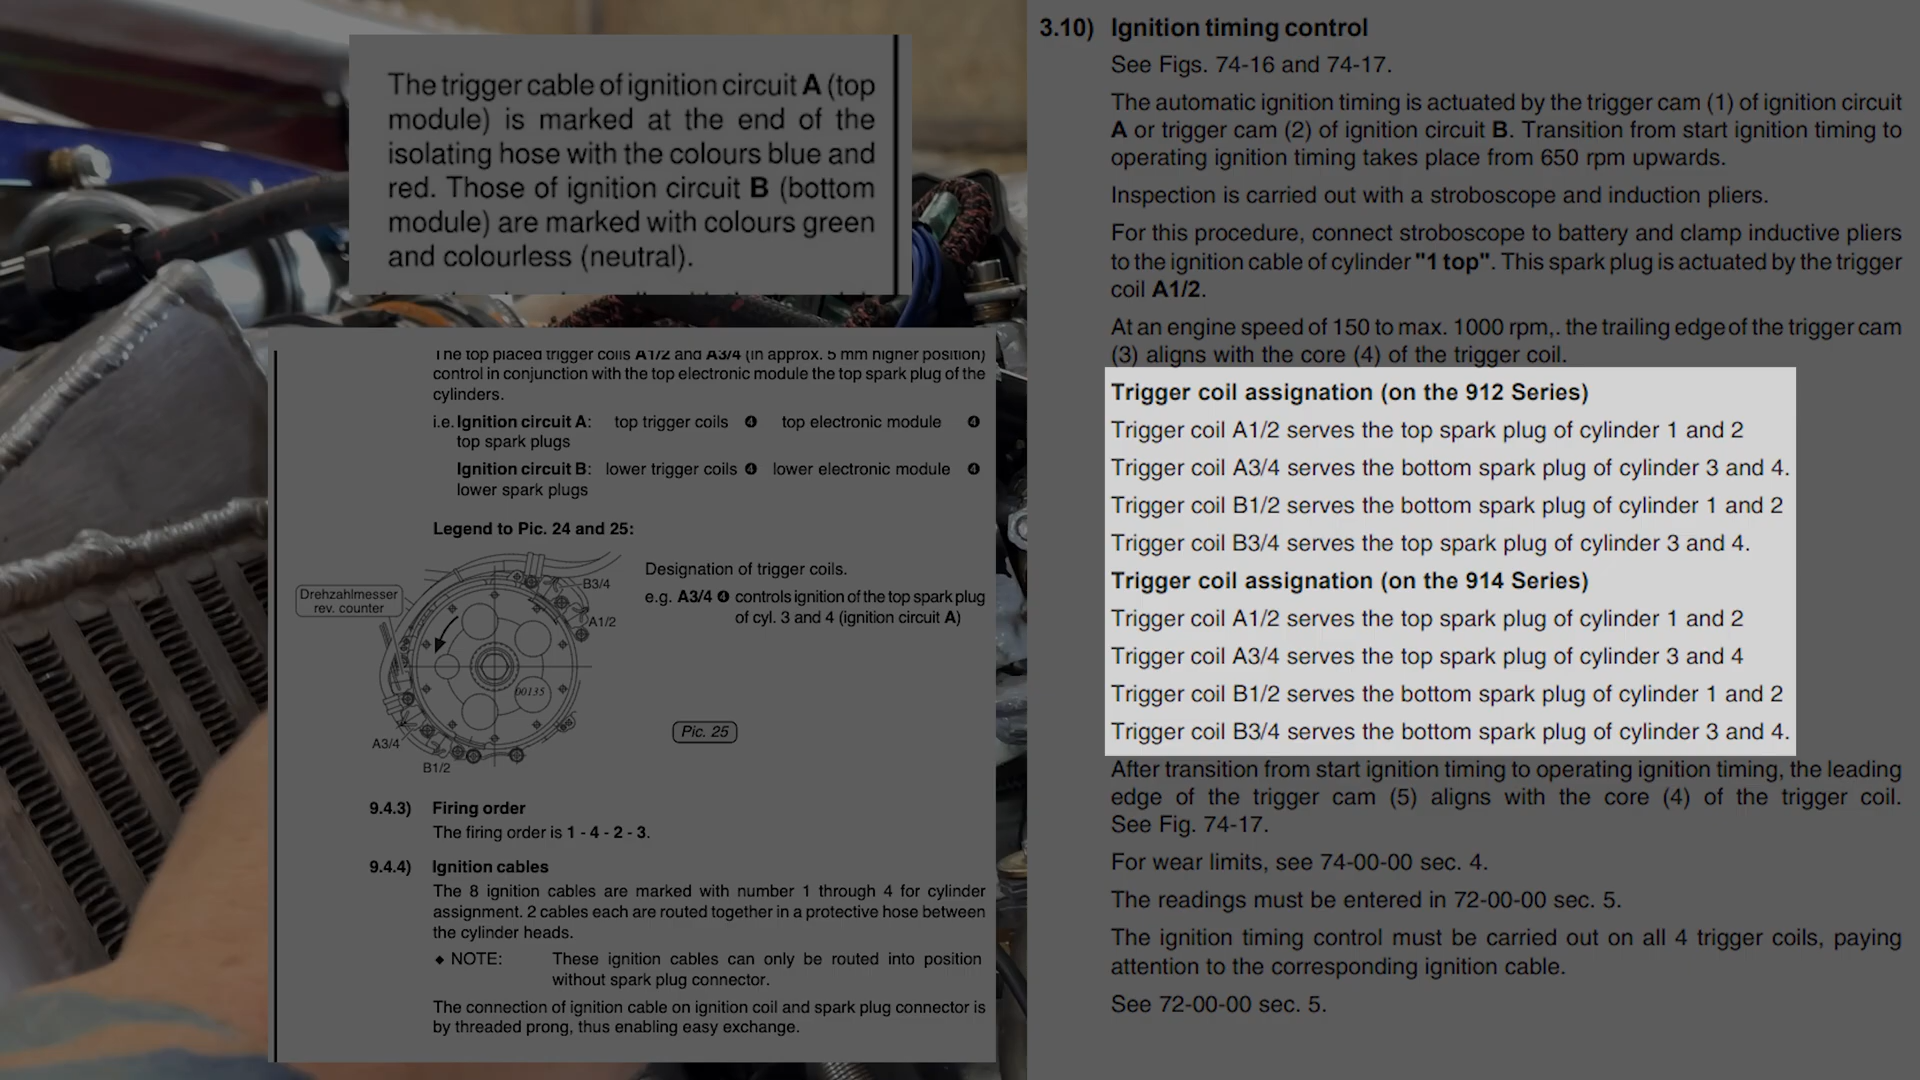 The trigger cable of ignition circuit A (top
module) is marked at the end of the
isolating hose with the colours blue and
red. Those of ignition circuit B (bottom
module) are marked with colours green
and colourless (neutral).
The top placed trigger coils A1/2 and A3/4 (in approx. 5 mm higher position)
control in conjunction with the top electronic module the top spark plug of the
cylinders.
i.e. Ignition circuit A: top trigger coils ➍ top electronic module ➍
top spark plugs
Ignition circuit B: lower trigger coils ➍ lower electronic module ➍
lower spark plugs
Legend to Pic. 24 and 25:
Designation of trigger coils.
e.g. A3/4 ➍ controls ignition of the top spark plug
of cyl. 3 and 4 (ignition circuit A)
Drehzahlmesser
rev. counter
B3/4
A1/2
00135
A3/4
B1/2
Pic. 25
9.4.3) Firing order
The firing order is 1 - 4 - 2 - 3.
9.4.4) Ignition cables
The 8 ignition cables are marked with number 1 through 4 for cylinder
assignment. 2 cables each are routed together in a protective hose between
the cylinder heads.
◆ NOTE: These ignition cables can only be routed into position
without spark plug connector.
The connection of ignition cable on ignition coil and spark plug connector is
by threaded prong, thus enabling easy exchange.
3.10) Ignition timing control
See Figs. 74-16 and 74-17.
The automatic ignition timing is actuated by the trigger cam (1) of ignition circuit
A or trigger cam (2) of ignition circuit B. Transition from start ignition timing to
operating ignition timing takes place from 650 rpm upwards.
Inspection is carried out with a stroboscope and induction pliers.
For this procedure, connect stroboscope to battery and clamp inductive pliers
to the ignition cable of cylinder "1 top". This spark plug is actuated by the trigger
coil A1/2.
At an engine speed of 150 to max. 1000 rpm,. the trailing edge of the trigger cam
(3) aligns with the core (4) of the trigger coil.
Trigger coil assignation (on the 912 Series)
Trigger coil A1/2 serves the top spark plug of cylinder 1 and 2
Trigger coil A3/4 serves the bottom spark plug of cylinder 3 and 4.
Trigger coil B1/2 serves the bottom spark plug of cylinder 1 and 2
Trigger coil B3/4 serves the top spark plug of cylinder 3 and 4.
Trigger coil assignation (on the 914 Series)
Trigger coil A1/2 serves the top spark plug of cylinder 1 and 2
Trigger coil A3/4 serves the top spark plug of cylinder 3 and 4
Trigger coil B1/2 serves the bottom spark plug of cylinder 1 and 2
Trigger coil B3/4 serves the bottom spark plug of cylinder 3 and 4.
After transition from start ignition timing to operating ignition timing, the leading
edge of the trigger cam (5) aligns with the core (4) of the trigger coil.
See Fig. 74-17.
For wear limits, see 74-00-00 sec. 4.
The readings must be entered in 72-00-00 sec. 5.
The ignition timing control must be carried out on all 4 trigger coils, paying
attention to the corresponding ignition cable.
See 72-00-00 sec. 5.